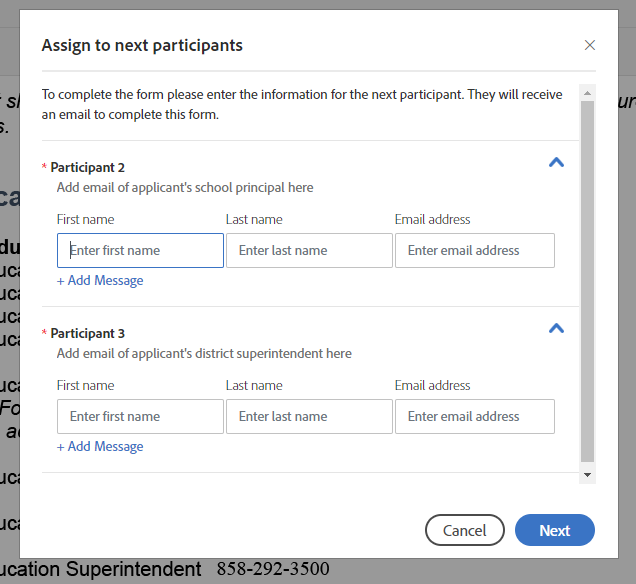 Assign to next participants
To complete the form please enter the information for the next participant. They will receive
an email to complete this form.
* Participant 2
Add email of applicant's school principal here
First name Last name Email address
Enter first name Enter last name Enter email address
+ Add Message
* Participant 3
Add email of applicant's district superintendent here
First name Last name Email address
Enter first name Enter last name Enter email address
+ Add Message
Cancel Next
ucation Superintendent 858-292-3500